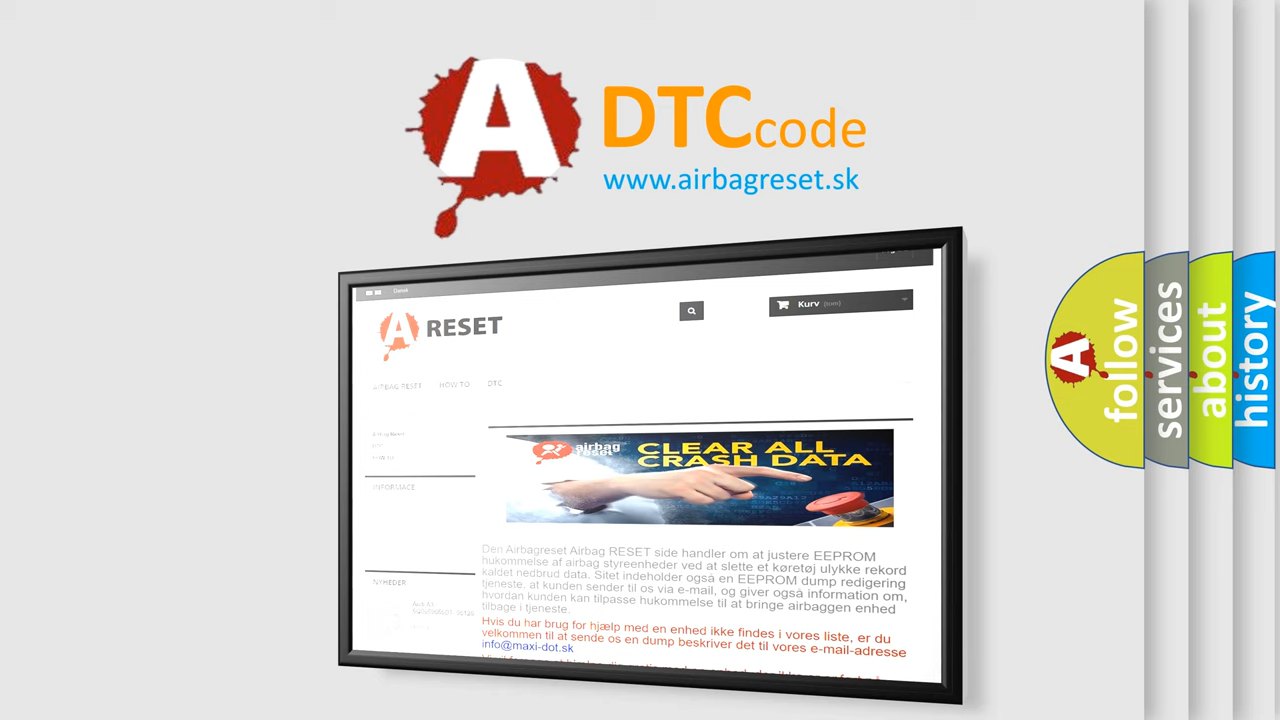 A
DTC code
www.airbagreset.sk
Dansk
A RESET
Kurv (tom)
AIRBAG RESET HOW TO DTC
INFORMACE
NYHEDER
airbag
reset
CLEAR ALL
CRASH DATA
Den Airbagreset Airbag RESET side handler om at justere EEPROM
hukommelse af airbag styreenheder ved at slette et køretøj ulykke rekord
kaldet nedbrud data. Sitet indeholder også en EEPROM dump redigering
tjeneste, at kunden sender til os via e-mail, og giver også information om,
hvordan kunden kan tilpasse hukommelse til at bringe airbaggen enhed
tilbage i tjeneste.
Hvis du har brug for hjælp med en enhed ikke findes i vores liste, er du
velkommen til at sende os en dump beskriver det til vores e-mail-adresse
info@maxi-dot.sk
A
follow
services
about
history